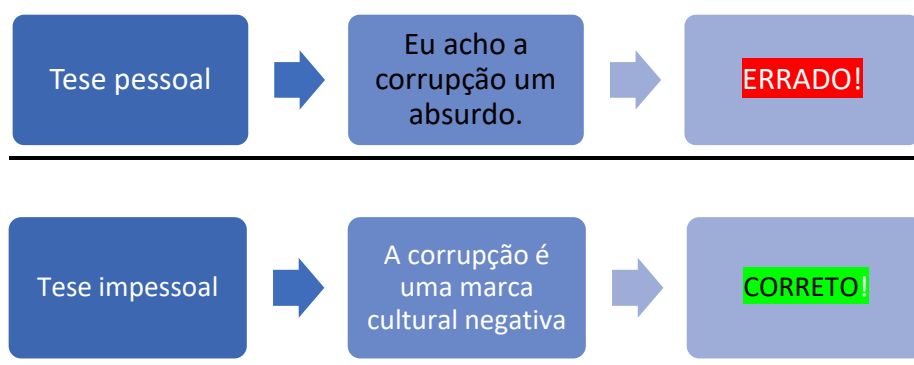 Tese pessoal
Eu acho a
corrupção um
absurdo.
ERRADO!
Tese impessoal
A corrupção é
uma marca
cultural negativa
CORRETO!